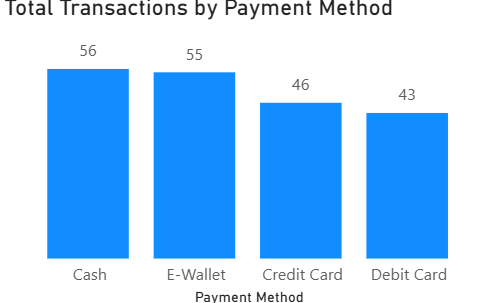 Total Transactions by Payment Method
56
55
46
43
Cash
E-Wallet
Credit Card
Debit Card
Payment Method